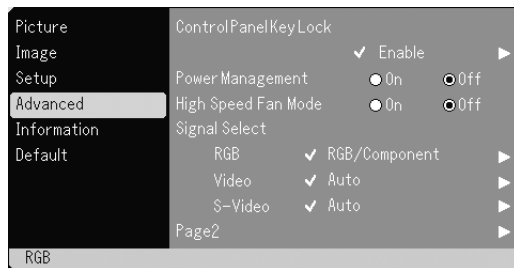 Picture
Image
Setup
Advanced
Information
Default
ControlPanelKeyLock
✓ Enable
Power Management On Off
High Speed Fan Mode On Off
Signal Select
RGB ✓ RGB/Component
Video ✓ Auto
S-Video ✓ Auto
Page2
RGB